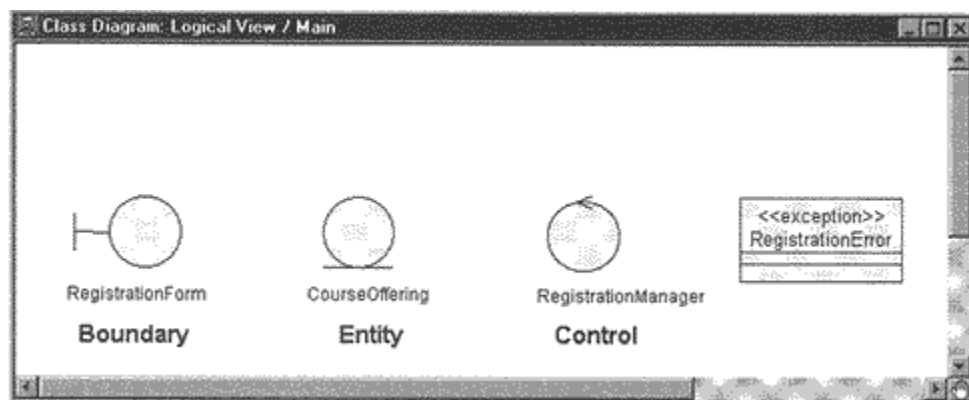 Class Diagram: Logical View / Main
<<exception>>
RegistrationError
RegistrationForm
CourseOffering
RegistrationManager
Boundary
Entity
Control